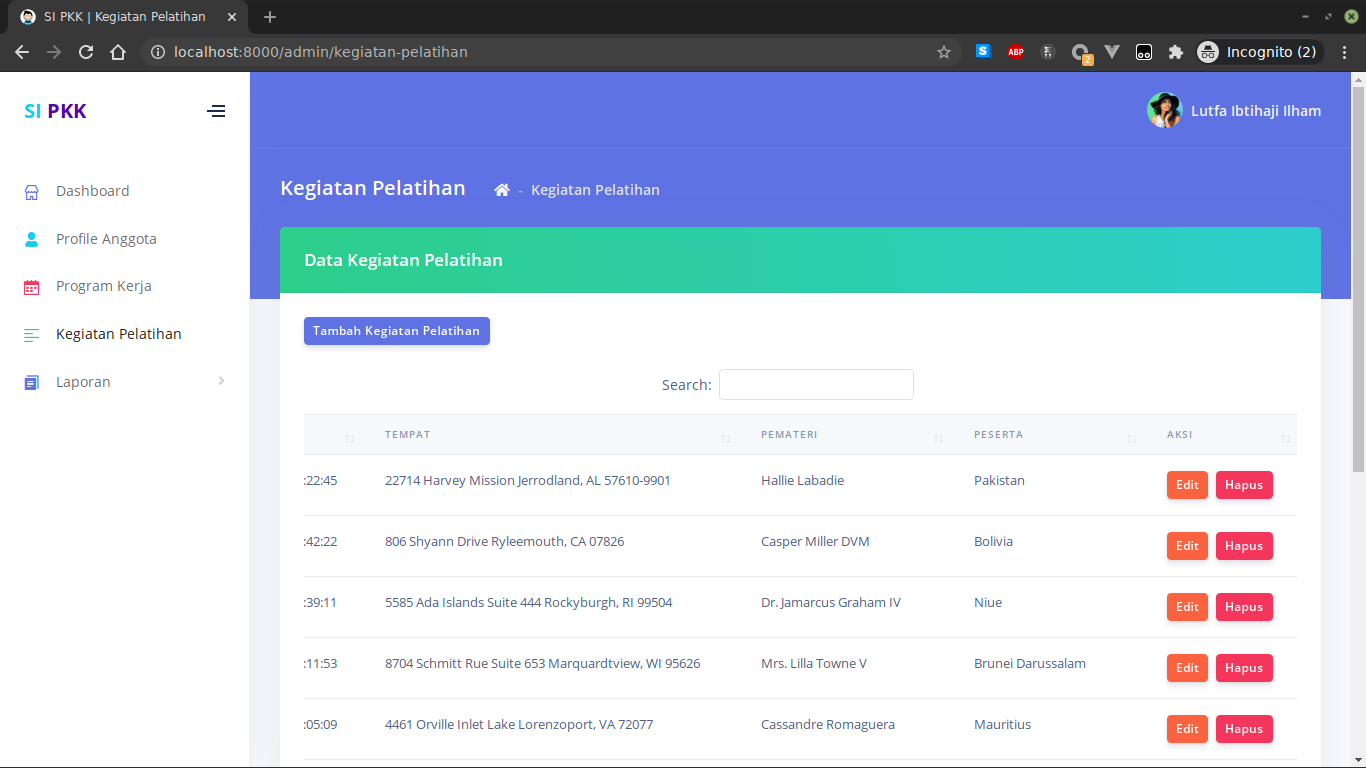 SI PKK | Kegiatan Pelatihan
localhost:8000/admin/kegiatan-pelatihan
ABP
2
Incognito (2)
SI PKK
Lutfa Ibtihaji Ilham
Dashboard
Profile Anggota
Program Kerja
Kegiatan Pelatihan
Laporan
Kegiatan Pelatihan - Kegiatan Pelatihan
Data Kegiatan Pelatihan
Tambah Kegiatan Pelatihan
Search:
TEMPAT PEMATERI PESERTA AKSI
:22:45 22714 Harvey Mission Jerrodland, AL 57610-9901 Hallie Labadie Pakistan Edit Hapus
:42:22 806 Shyann Drive Ryleemouth, CA 07826 Casper Miller DVM Bolivia Edit Hapus
:39:11 5585 Ada Islands Suite 444 Rockyburgh, RI 99504 Dr. Jamarcus Graham IV Niue Edit Hapus
:11:53 8704 Schmitt Rue Suite 653 Marquardtview, WI 95626 Mrs. Lilla Towne V Brunei Darussalam Edit Hapus
:05:09 4461 Orville Inlet Lake Lorenzoport, VA 72077 Cassandre Romaguera Mauritius Edit Hapus